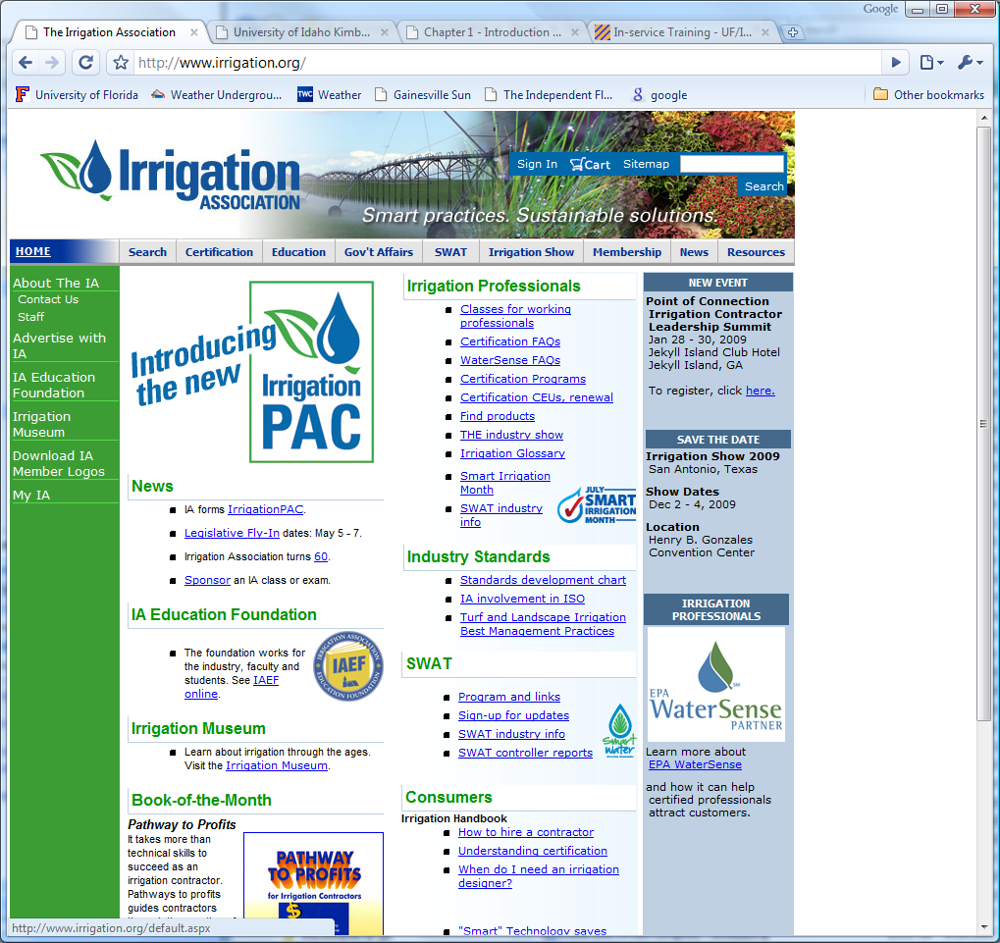 Google
The Irrigation Association
University of Idaho Kimb...
Chapter 1 - Introduction ...
In-service Training - UF/I...
http://www.irrigation.org/
University of Florida
Weather Undergrou...
TWC
Weather
Gainesville Sun
The Independent Fl...
google
Other bookmarks
Irrigation
ASSOCIATION
Sign In
Cart
Sitemap
Search
Smart practices. Sustainable solutions.
HOME
Search
Certification
Education
Gov't Affairs
SWAT
Irrigation Show
Membership
News
Resources
About The IA
Contact Us
Staff
Advertise with
IA
IA Education
Foundation
Irrigation
Museum
Download IA
Member Logos
My IA
Introducing
the new
Irrigation
PAC
News
IA forms IrrigationPAC.
Legislative Fly-In dates: May 5 - 7.
Irrigation Association turns 60.
Sponsor an IA class or exam.
IA Education Foundation
The foundation works for
the industry, faculty and
students. See IAEF
online.
IRRIGATION ASSOCIATION
IAEF
EDUCATION FOUNDATION
Irrigation Museum
Learn about irrigation through the ages.
Visit the Irrigation Museum.
Book-of-the-Month
Pathway to Profits
It takes more than
technical skills to
succeed as an
irrigation contractor.
Pathways to profits
guides contractors
PATHWAY
TO PROFITS
for Irrigation Contractors
$
Irrigation Professionals
Classes for working
professionals
Certification FAQs
WaterSense FAQs
Certification Programs
Certification CEUs, renewal
Find products
THE industry show
Irrigation Glossary
Smart Irrigation
Month
SWAT industry
info
JULY
SMART
IRRIGATION
MONTH
Industry Standards
Standards development chart
IA involvement in ISO
Turf and Landscape Irrigation
Best Management Practices
SWAT
Program and links
Sign-up for updates
SWAT industry info
SWAT controller reports
Smart
water
Consumers
Irrigation Handbook
How to hire a contractor
Understanding certification
When do I need an irrigation
designer?
"Smart" Technology saves
NEW EVENT
Point of Connection
Irrigation Contractor
Leadership Summit
Jan 28 - 30, 2009
Jekyll Island Club Hotel
Jekyll Island, GA
To register, click here.
SAVE THE DATE
Irrigation Show 2009
San Antonio, Texas
Show Dates
Dec 2 - 4, 2009
Location
Henry B. Gonzales
Convention Center
IRRIGATION
PROFESSIONALS
SM
EPA
WaterSense
PARTNER
Learn more about
EPA WaterSense
and how it can help
certified professionals
attract customers.
http://www.irrigation.org/default.aspx